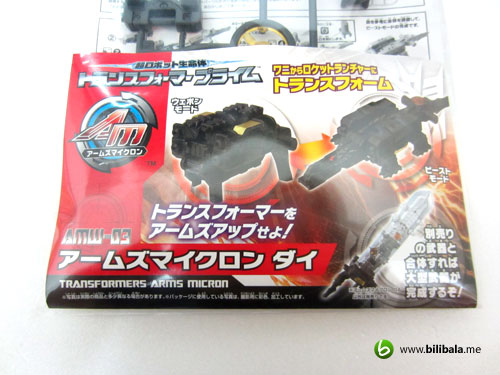 超ロボット生命体
トランスフォーマープライム
ワニからロケットランチャーに
トランスフォーム
ウェポン
モード
AM
アームズマイクロン
TM
ビースト
モード
トランスフォーマーを
アームズアップせよ!
AMW-03
アームズマイクロン ダイ
TRANSFORMERS ARMS MICRON
別売り
の武器と
合体すれば
大型武器が
完成するぞ!
www.bilibala.me